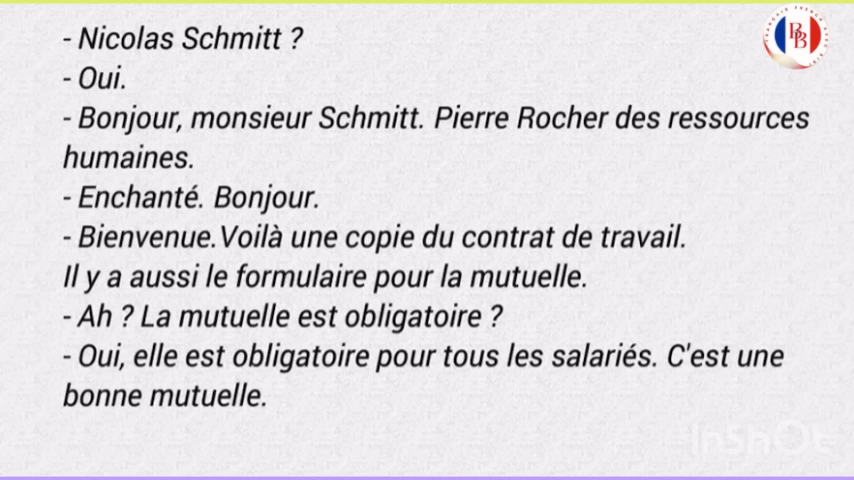 - Nicolas Schmitt ?
- Oui.
- Bonjour, monsieur Schmitt. Pierre Rocher des ressources
humaines.
- Enchanté. Bonjour.
- Bienvenue.Voilà une copie du contrat de travail.
Il y a aussi le formulaire pour la mutuelle.
- Ah ? La mutuelle est obligatoire ?
- Oui, elle est obligatoire pour tous les salariés. C'est une
bonne mutuelle.
InShOt